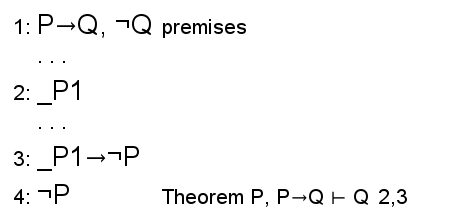 1: P→Q, ¬Q premises
. . .
2: _P1
. . .
3: _P1→¬P
4: ¬P Theorem P, P→Q ⊢ Q 2,3